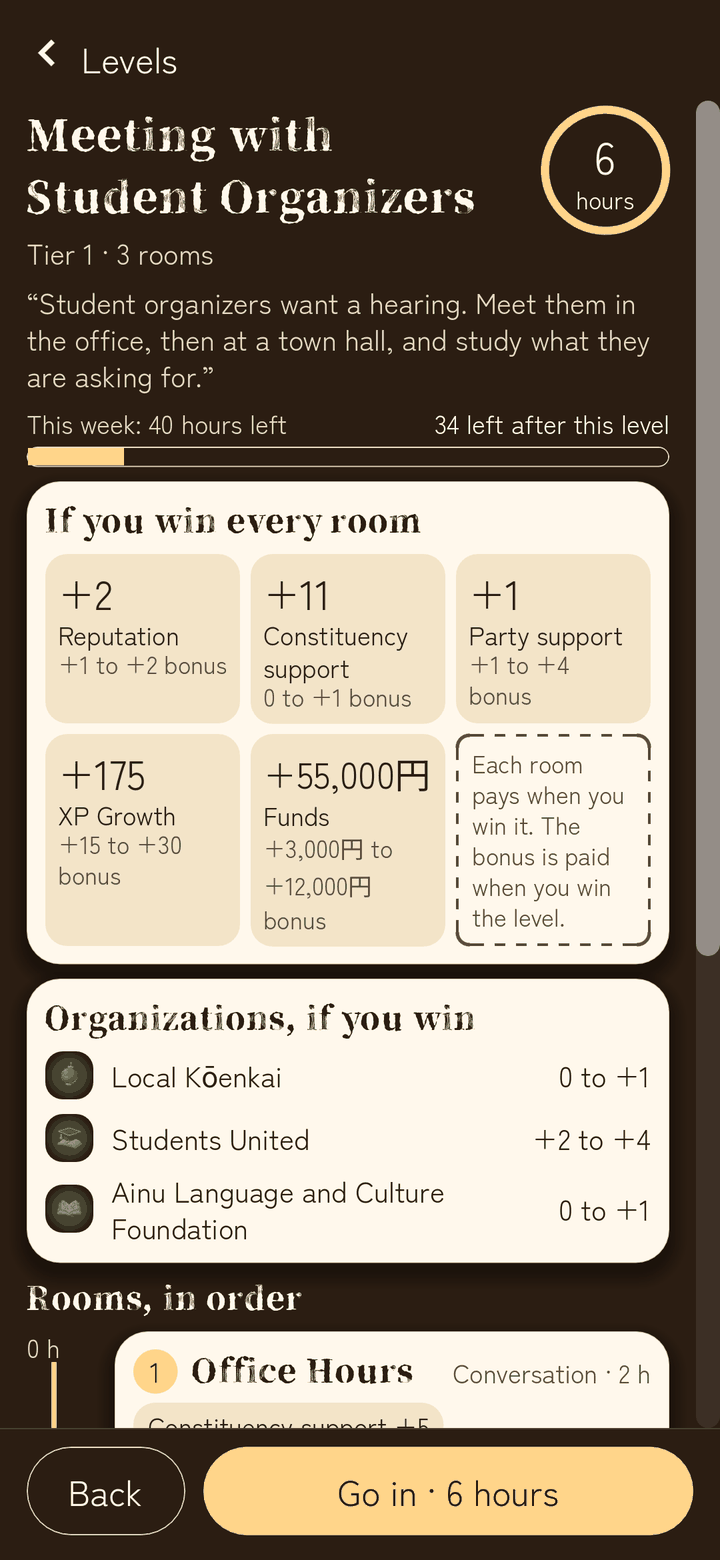 Levels
Meeting with
Student Organizers
6
hours
Tier 1 · 3 rooms
“Student organizers want a hearing. Meet them in
the office, then at a town hall, and study what they
are asking for.”
This week: 40 hours left
34 left after this level
If you win every room
+2
Reputation
+1 to +2 bonus
+11
Constituency
support
0 to +1 bonus
+1
Party support
+1 to +4
bonus
+175
XP Growth
+15 to +30
bonus
+55,000円
Funds
+3,000円 to
+12,000円
bonus
Each room
pays when you
win it. The
bonus is paid
when you win
the level.
Organizations, if you win
Local Kōenkai
0 to +1
Students United
+2 to +4
Ainu Language and Culture
Foundation
0 to +1
Rooms, in order
0 h
1
Office Hours
Conversation · 2 h
Constituency support +5
Back
Go in · 6 hours